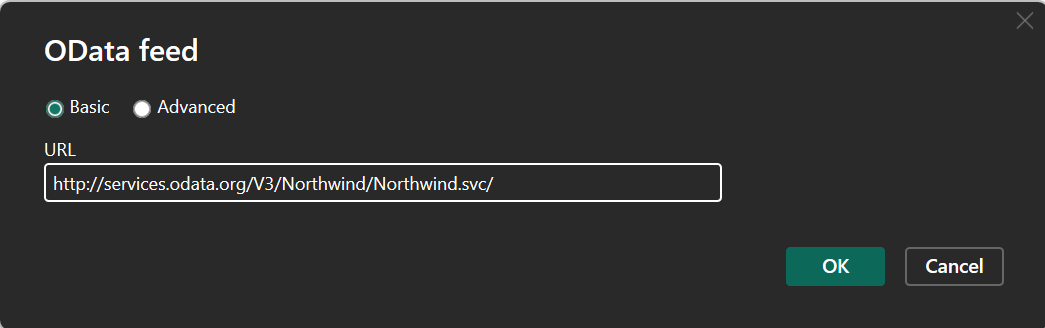 OData feed
Basic Advanced
URL
http://services.odata.org/V3/Northwind/Northwind.svc/
OK Cancel